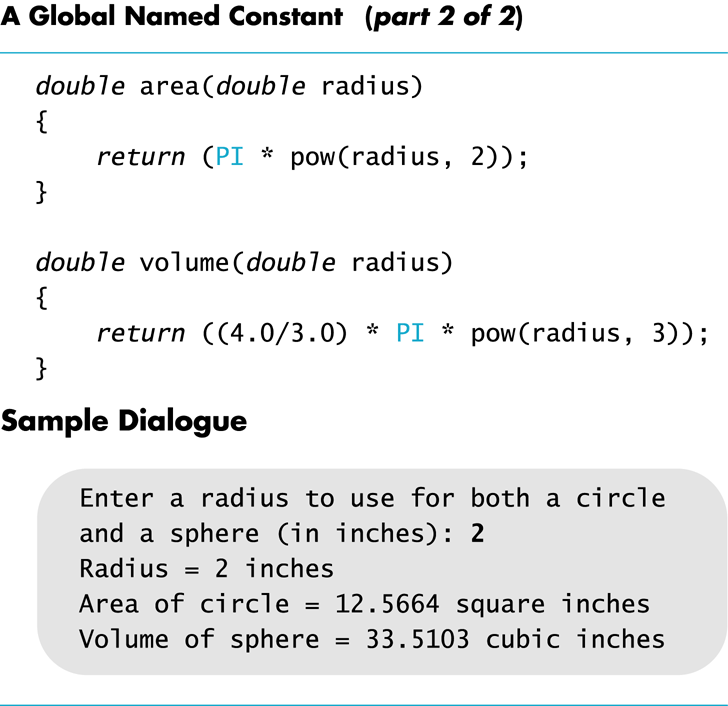 A Global Named Constant (part 2 of 2)
double area(double radius)
{
return (PI * pow(radius, 2));
}
double volume(double radius)
{
return ((4.0/3.0) * PI * pow(radius, 3));
}
Sample Dialogue
Enter a radius to use for both a circle
and a sphere (in inches): 2
Radius = 2 inches
Area of circle = 12.5664 square inches
Volume of sphere = 33.5103 cubic inches